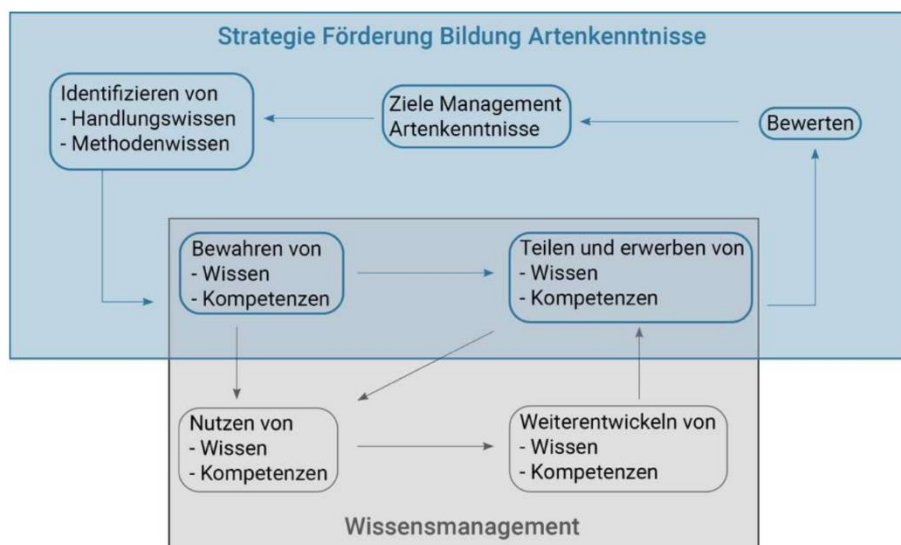 Strategie Förderung Bildung Artenkenntnisse
Identifizieren von
- Handlungswissen
- Methodenwissen
Ziele Management
Artenkenntnisse
Bewerten
Bewahren von
- Wissen
- Kompetenzen
Teilen und erwerben von
- Wissen
- Kompetenzen
Nutzen von
- Wissen
- Kompetenzen
Weiterentwickeln von
- Wissen
- Kompetenzen
Wissensmanagement